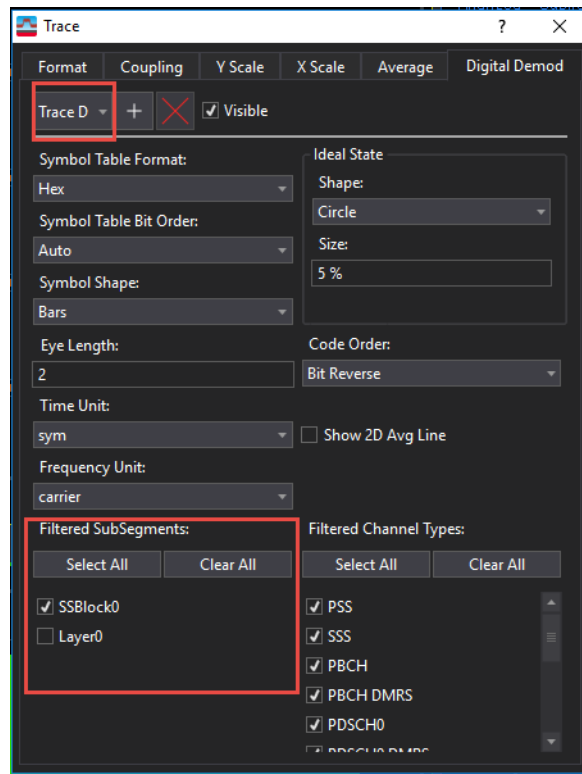 Trace
?
Format Coupling Y Scale X Scale Average Digital Demod
Trace D
Visible
Symbol Table Format:
Hex
Symbol Table Bit Order:
Auto
Symbol Shape:
Bars
Eye Length:
2
Time Unit:
sym
Frequency Unit:
carrier
Ideal State
Shape:
Circle
Size:
5 %
Code Order:
Bit Reverse
Show 2D Avg Line
Filtered SubSegments:
Select All Clear All
SSBlock0
Layer0
Filtered Channel Types:
Select All Clear All
PSS
SSS
PBCH
PBCH DMRS
PDSCH0
PDSCH0 DMRS